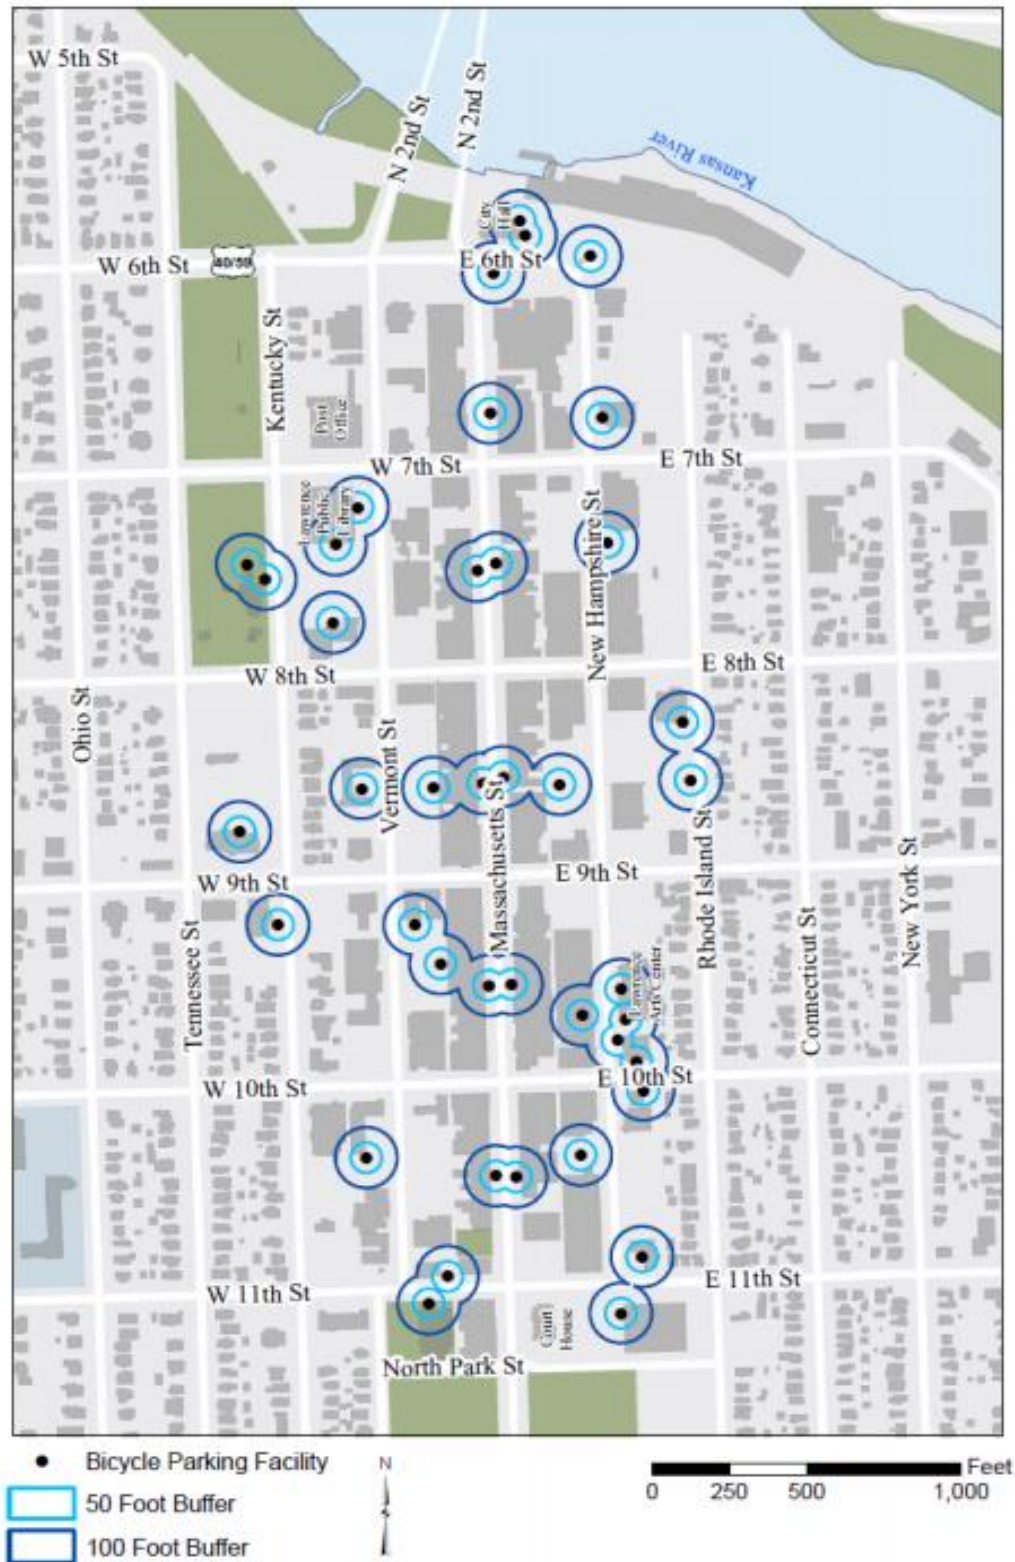 W 5th St
N 2nd St
N 2nd St
Kansas River
City
Hall
W 6th St
40/59
E 6th St
Kentucky St
Post
Office
W 7th St
E 7th St
Lawrence
Public
Library
New Hampshire St
W 8th St
E 8th St
Ohio St
Vermont St
Massachusetts St
Rhode Island St
W 9th St
E 9th St
New York St
Tennessee St
Connecticut St
Lawrence
Arts Center
W 10th St
E 10th St
W 11th St
E 11th St
Court
House
North Park St
Bicycle Parking Facility
50 Foot Buffer
100 Foot Buffer
N
S
Feet
0 250 500 1,000